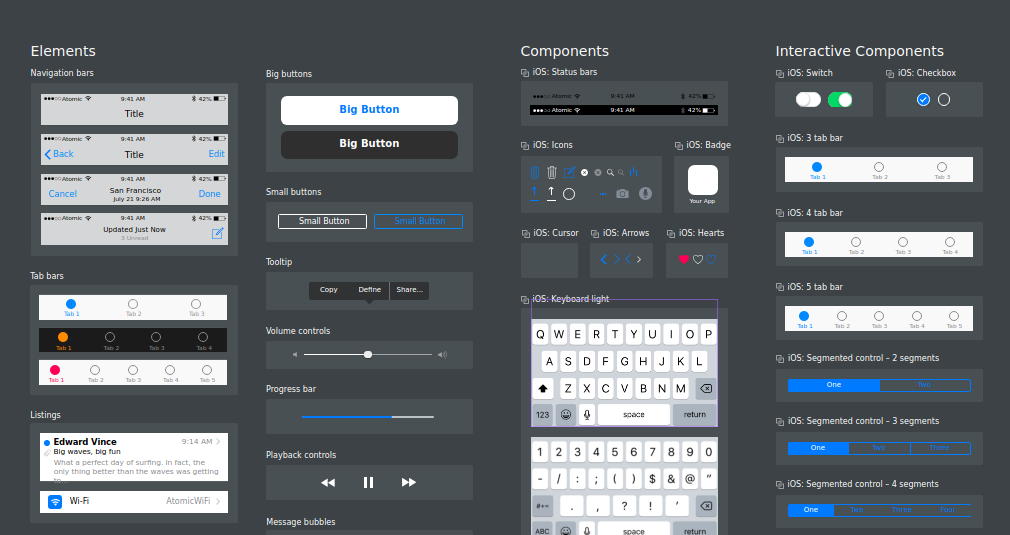 Elements
Navigation bars
Atomic 9:41 AM 42%
Title
Atomic 9:41 AM 42%
Back Title Edit
Atomic 9:41 AM 42%
Cancel San Francisco Done
July 21 9:26 AM
Atomic 9:41 AM 42%
Updated Just Now
3 Unread
Tab bars
Tab 1 Tab 2 Tab 3
Tab 1 Tab 2 Tab 3 Tab 4
Tab 1 Tab 2 Tab 3 Tab 4 Tab 5
Listings
Edward Vince 9:14 AM
Big waves, big fun
What a perfect day of surfing. In fact, the
only thing better than the waves was getting
to...
Wi-Fi AtomicWiFi
Big buttons
Big Button
Big Button
Small buttons
Small Button Small Button
Tooltip
Copy Define Share...
Volume controls
Progress bar
Playback controls
Message bubbles
Components
iOS: Status bars
Atomic 9:41 AM 42%
Atomic 9:41 AM 42%
iOS: Icons
iOS: Badge
Your App
iOS: Cursor
iOS: Arrows
iOS: Hearts
iOS: Keyboard light
Q W E R T Y U I O P
A S D F G H J K L
Z X C V B N M
123 space return
1 2 3 4 5 6 7 8 9 0
- / : ; ( ) $ & @ "
#+= . , ? ! ’
ABC space return
Interactive Components
iOS: Switch
iOS: Checkbox
iOS: 3 tab bar
Tab 1 Tab 2 Tab 3
iOS: 4 tab bar
Tab 1 Tab 2 Tab 3 Tab 4
iOS: 5 tab bar
Tab 1 Tab 2 Tab 3 Tab 4 Tab 5
iOS: Segmented control – 2 segments
One Two
iOS: Segmented control – 3 segments
One Two Three
iOS: Segmented control – 4 segments
One Two Three Four